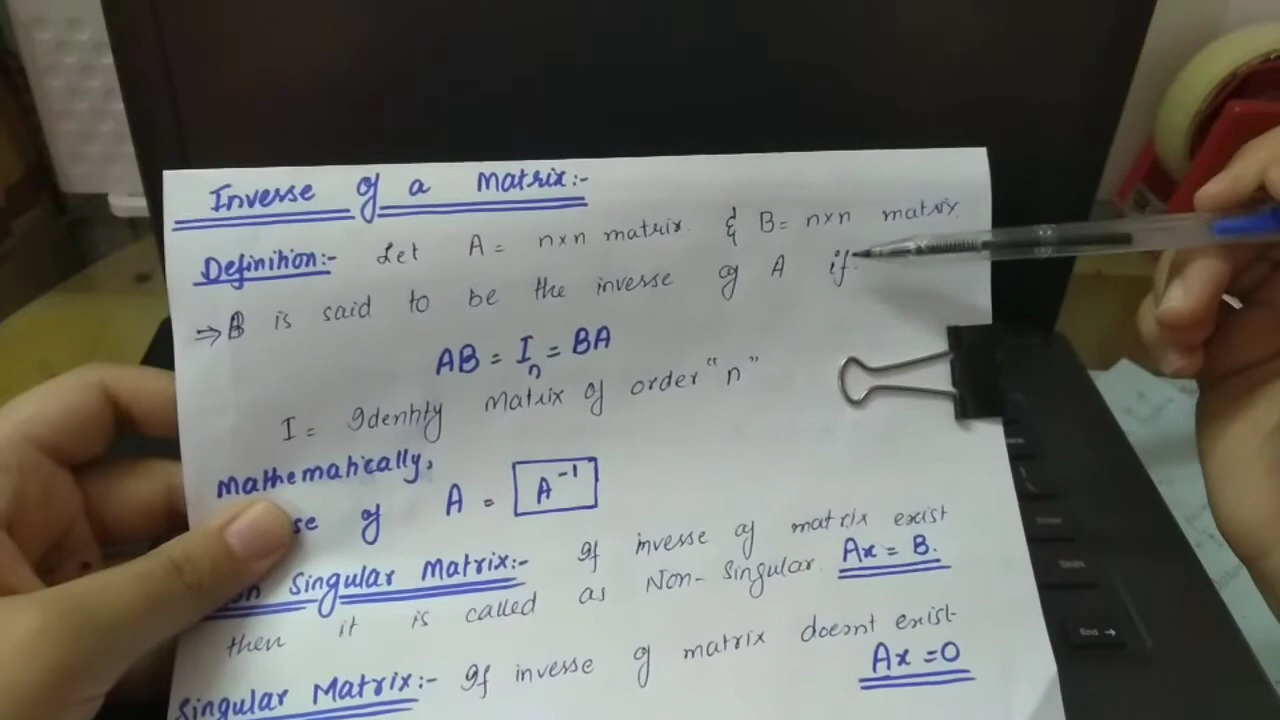 Inverse of a Matrix:-
Definition:- Let A = n×n matrix. & B = n×n matrix
⇒ B is said to be the inverse of A if.
AB = Iₙ = BA
I = Identity matrix of order "n"
Mathematically,
se of A = A⁻¹
on Singular Matrix:- If inverse of matrix exist
then it is called as Non-Singular. Ax = B.
Singular Matrix:- If inverse of matrix doesnt exist
Ax = 0
End →